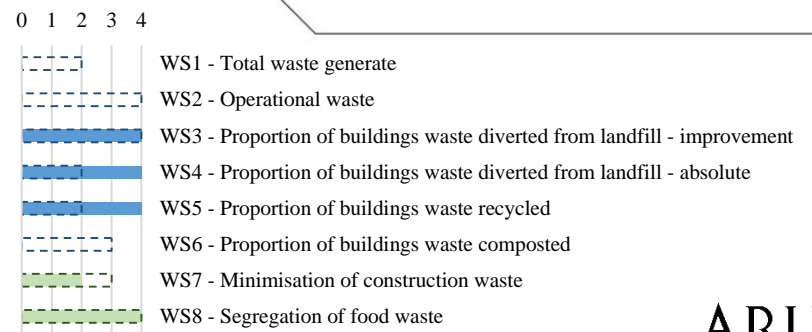 0 1 2 3 4
WS1 - Total waste generate
WS2 - Operational waste
WS3 - Proportion of buildings waste diverted from landfill - improvement
WS4 - Proportion of buildings waste diverted from landfill - absolute
WS5 - Proportion of buildings waste recycled
WS6 - Proportion of buildings waste composted
WS7 - Minimisation of construction waste
WS8 - Segregation of food waste